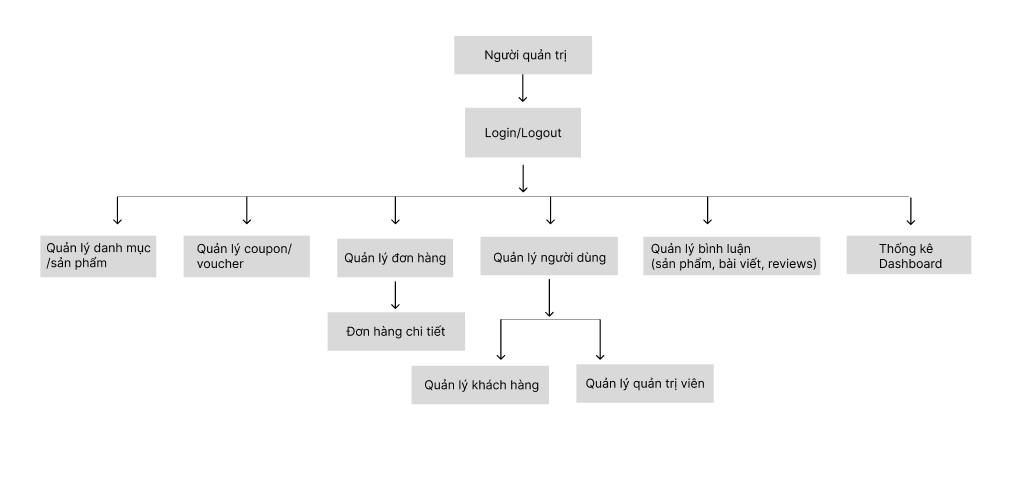 Người quản trị
Login/Logout
Quản lý danh mục
/sản phẩm
Quản lý coupon/
voucher
Quản lý đơn hàng
Quản lý người dùng
Quản lý bình luận
(sản phẩm, bài viết, reviews)
Thống kê
Dashboard
Đơn hàng chi tiết
Quản lý khách hàng
Quản lý quản trị viên